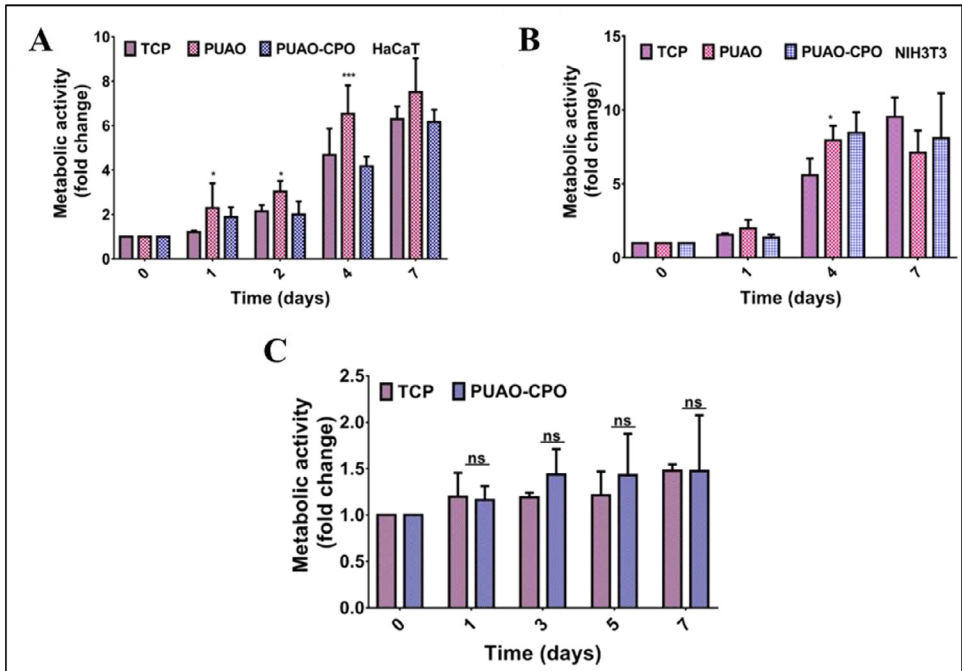 A
TCP PUAO PUAO-CPO HaCaT
Metabolic activity
(fold change)
10
8
6
4
2
0
* * ***
0 1 2 4 7
Time (days)
B
TCP PUAO PUAO-CPO NIH3T3
Metabolic activity
(fold change)
15
10
5
0
*
0 1 4 7
Time (days)
C
TCP PUAO-CPO
Metabolic activity
(fold change)
2.5
2.0
1.5
1.0
0.5
0.0
ns ns ns ns
0 1 3 5 7
Time (days)